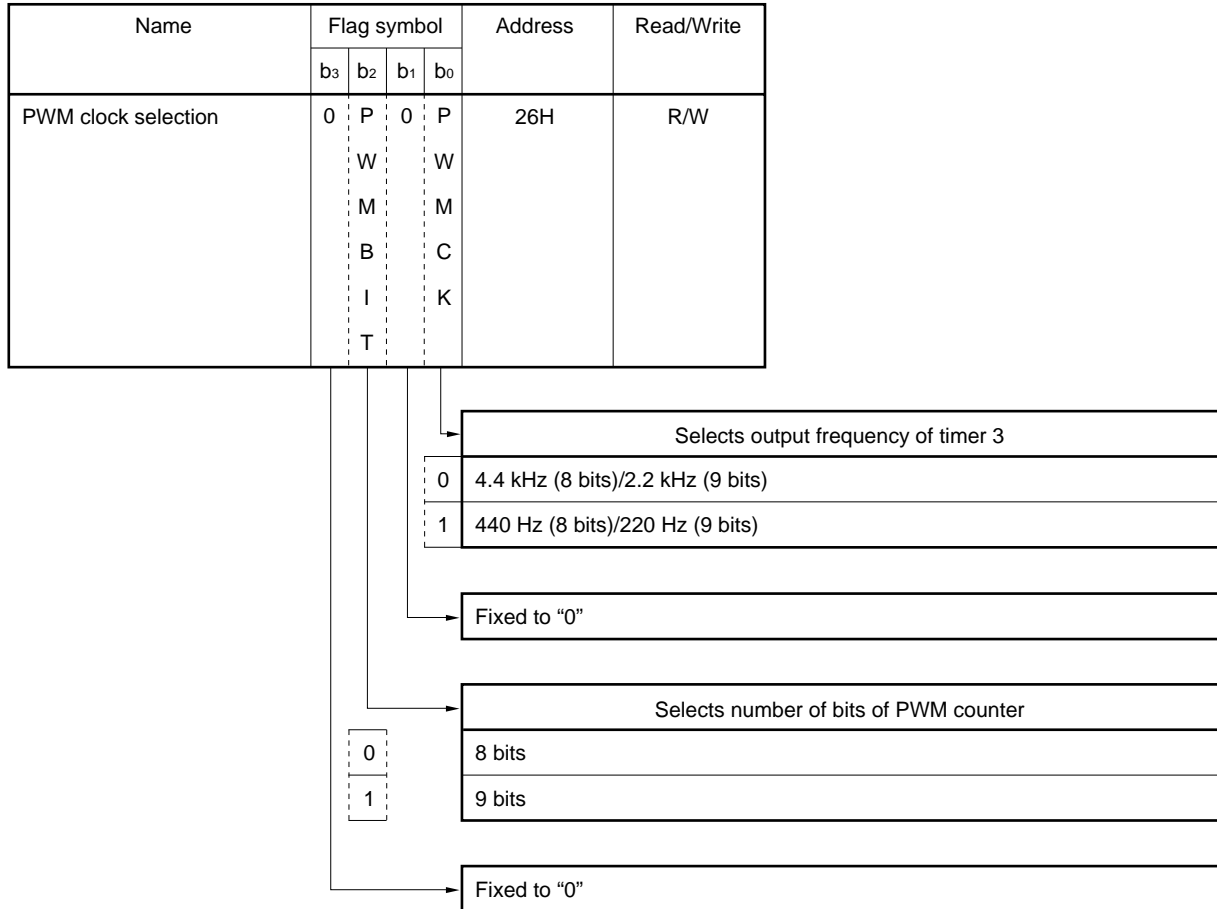 Name Flag symbol Address Read/Write
b3 b2 b1 b0
PWM clock selection 0 P 0 P 26H R/W
W W
M M
B C
I K
T
Selects output frequency of timer 3
0 4.4 kHz (8 bits)/2.2 kHz (9 bits)
1 440 Hz (8 bits)/220 Hz (9 bits)
Fixed to “0”
Selects number of bits of PWM counter
0 8 bits
1 9 bits
Fixed to “0”